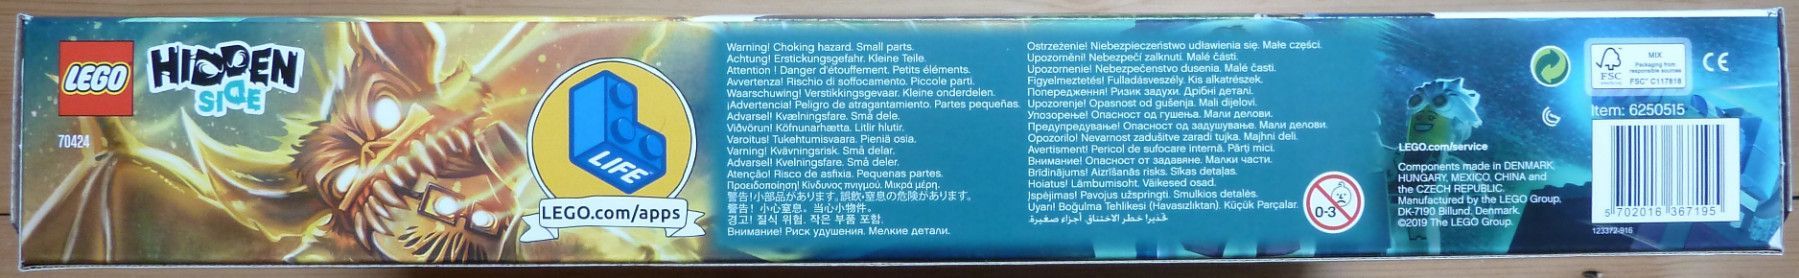 LEGO
HIDDEN
SIDE
70424
LIFE
LEGO.com/apps
Warning! Choking hazard. Small parts.
Achtung! Erstickungsgefahr. Kleine Teile.
Attention ! Danger d'étouffement. Petits éléments.
Avvertenza! Rischio di soffocamento. Piccole parti.
Waarschuwing! Verstikkingsgevaar. Kleine onderdelen.
¡Advertencia! Peligro de atragantamiento. Partes pequeñas.
Advarsel! Kvælningsfare. Små dele.
Viðvörun! Köfnunarhætta. Litlir hlutir.
Varoitus! Tukehtumisvaara. Pieniä osia.
Varning! Kvävningsrisk. Små delar.
Advarsel! Kvelningsfare. Små deler.
Atenção! Risco de asfixia. Pequenas partes.
Προειδοποίηση! Κίνδυνος πνιγμού. Μικρά μέρη.
警告!小部品があります。誤飲・窒息の危険があります。
警告! 小心窒息。当心小物件。
경고! 질식 위험. 작은 부품 포함.
Внимание! Риск удушения. Мелкие детали.
Ostrzeżenie! Niebezpieczeństwo udławienia się. Małe części.
Upozornění! Nebezpečí zalknutí. Malé části.
Upozornenie! Nebezpečenstvo dusenia. Malé časti.
Figyelmeztetés! Fulladásveszély. Kis alkatrészek.
Попередження! Ризик задухи. Дрібні деталі.
Upozorenje! Opasnost od gušenja. Mali dijelovi.
Упозорење! Опасност од гушења. Мали делови.
Предупредување! Опасност од задушување. Мали делови.
Opozorilo! Nevarnost zadušitve zaradi tujka. Majhni deli.
Avertisment! Pericol de sufocare internă. Părți mici.
Внимание! Опасност от задавяне. Малки части.
Brīdinājums! Aizrīšanās risks. Sīkas detaļas.
Hoiatus! Lämbumisoht. Väikesed osad.
Įspėjimas! Pavojus užspringti. Smulkios detalės.
Uyarı! Boğulma Tehlikesi (Havasızlıktan). Küçük Parçalar.
تحذير! خطر الاختناق. أجزاء صغيرة.
0-3
LEGO.com/service
Components made in DENMARK,
HUNGARY, MEXICO, CHINA and
the CZECH REPUBLIC.
Manufactured by the LEGO Group.
DK-7190 Billund, Denmark.
©2019 The LEGO Group.
FSC
MIX
Packaging from
responsible sources
FSC® C117818
CE
Item: 6250515
5 702016 367195
123372-916